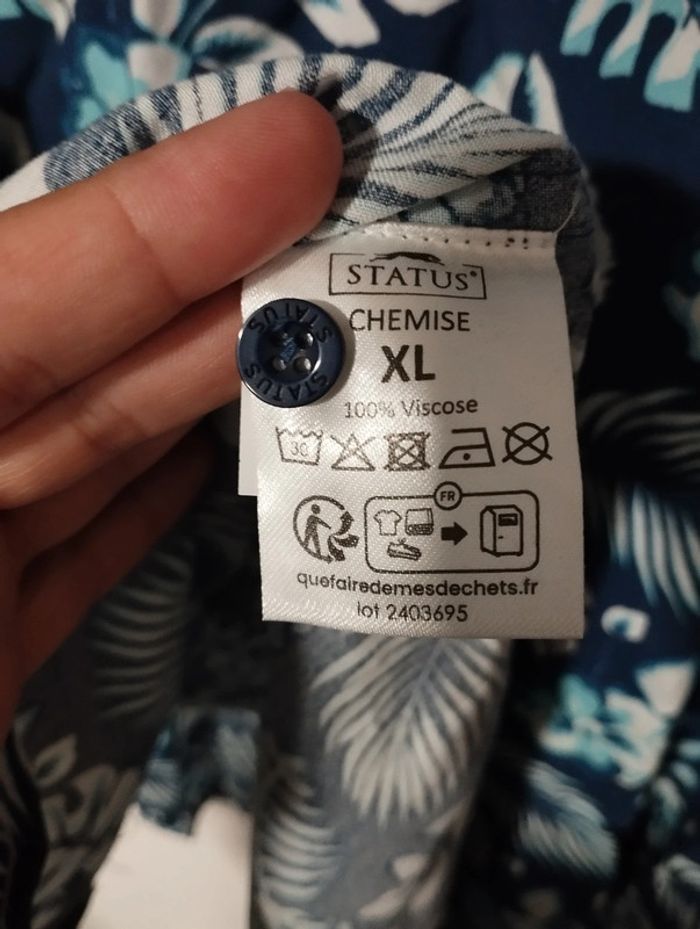 STATUS®
STATUS
STATUS
CHEMISE
XL
100% Viscose
30
FR
quefairedemesdechets.fr
lot 2403695